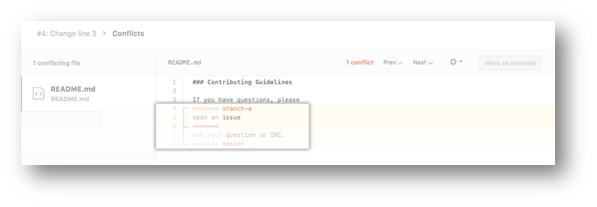 #4: Change line 3 > Conflicts
1 conflicting file
README.md
README.md
README.md 1 conflict Prev ^ Next v Mark as resolved
1 ### Contributing Guidelines
2
3 If you have questions, please
4 <<<<<<< branch-a
5 open an issue
6 =======
7 ask your question in IRC.
8 >>>>>>> master